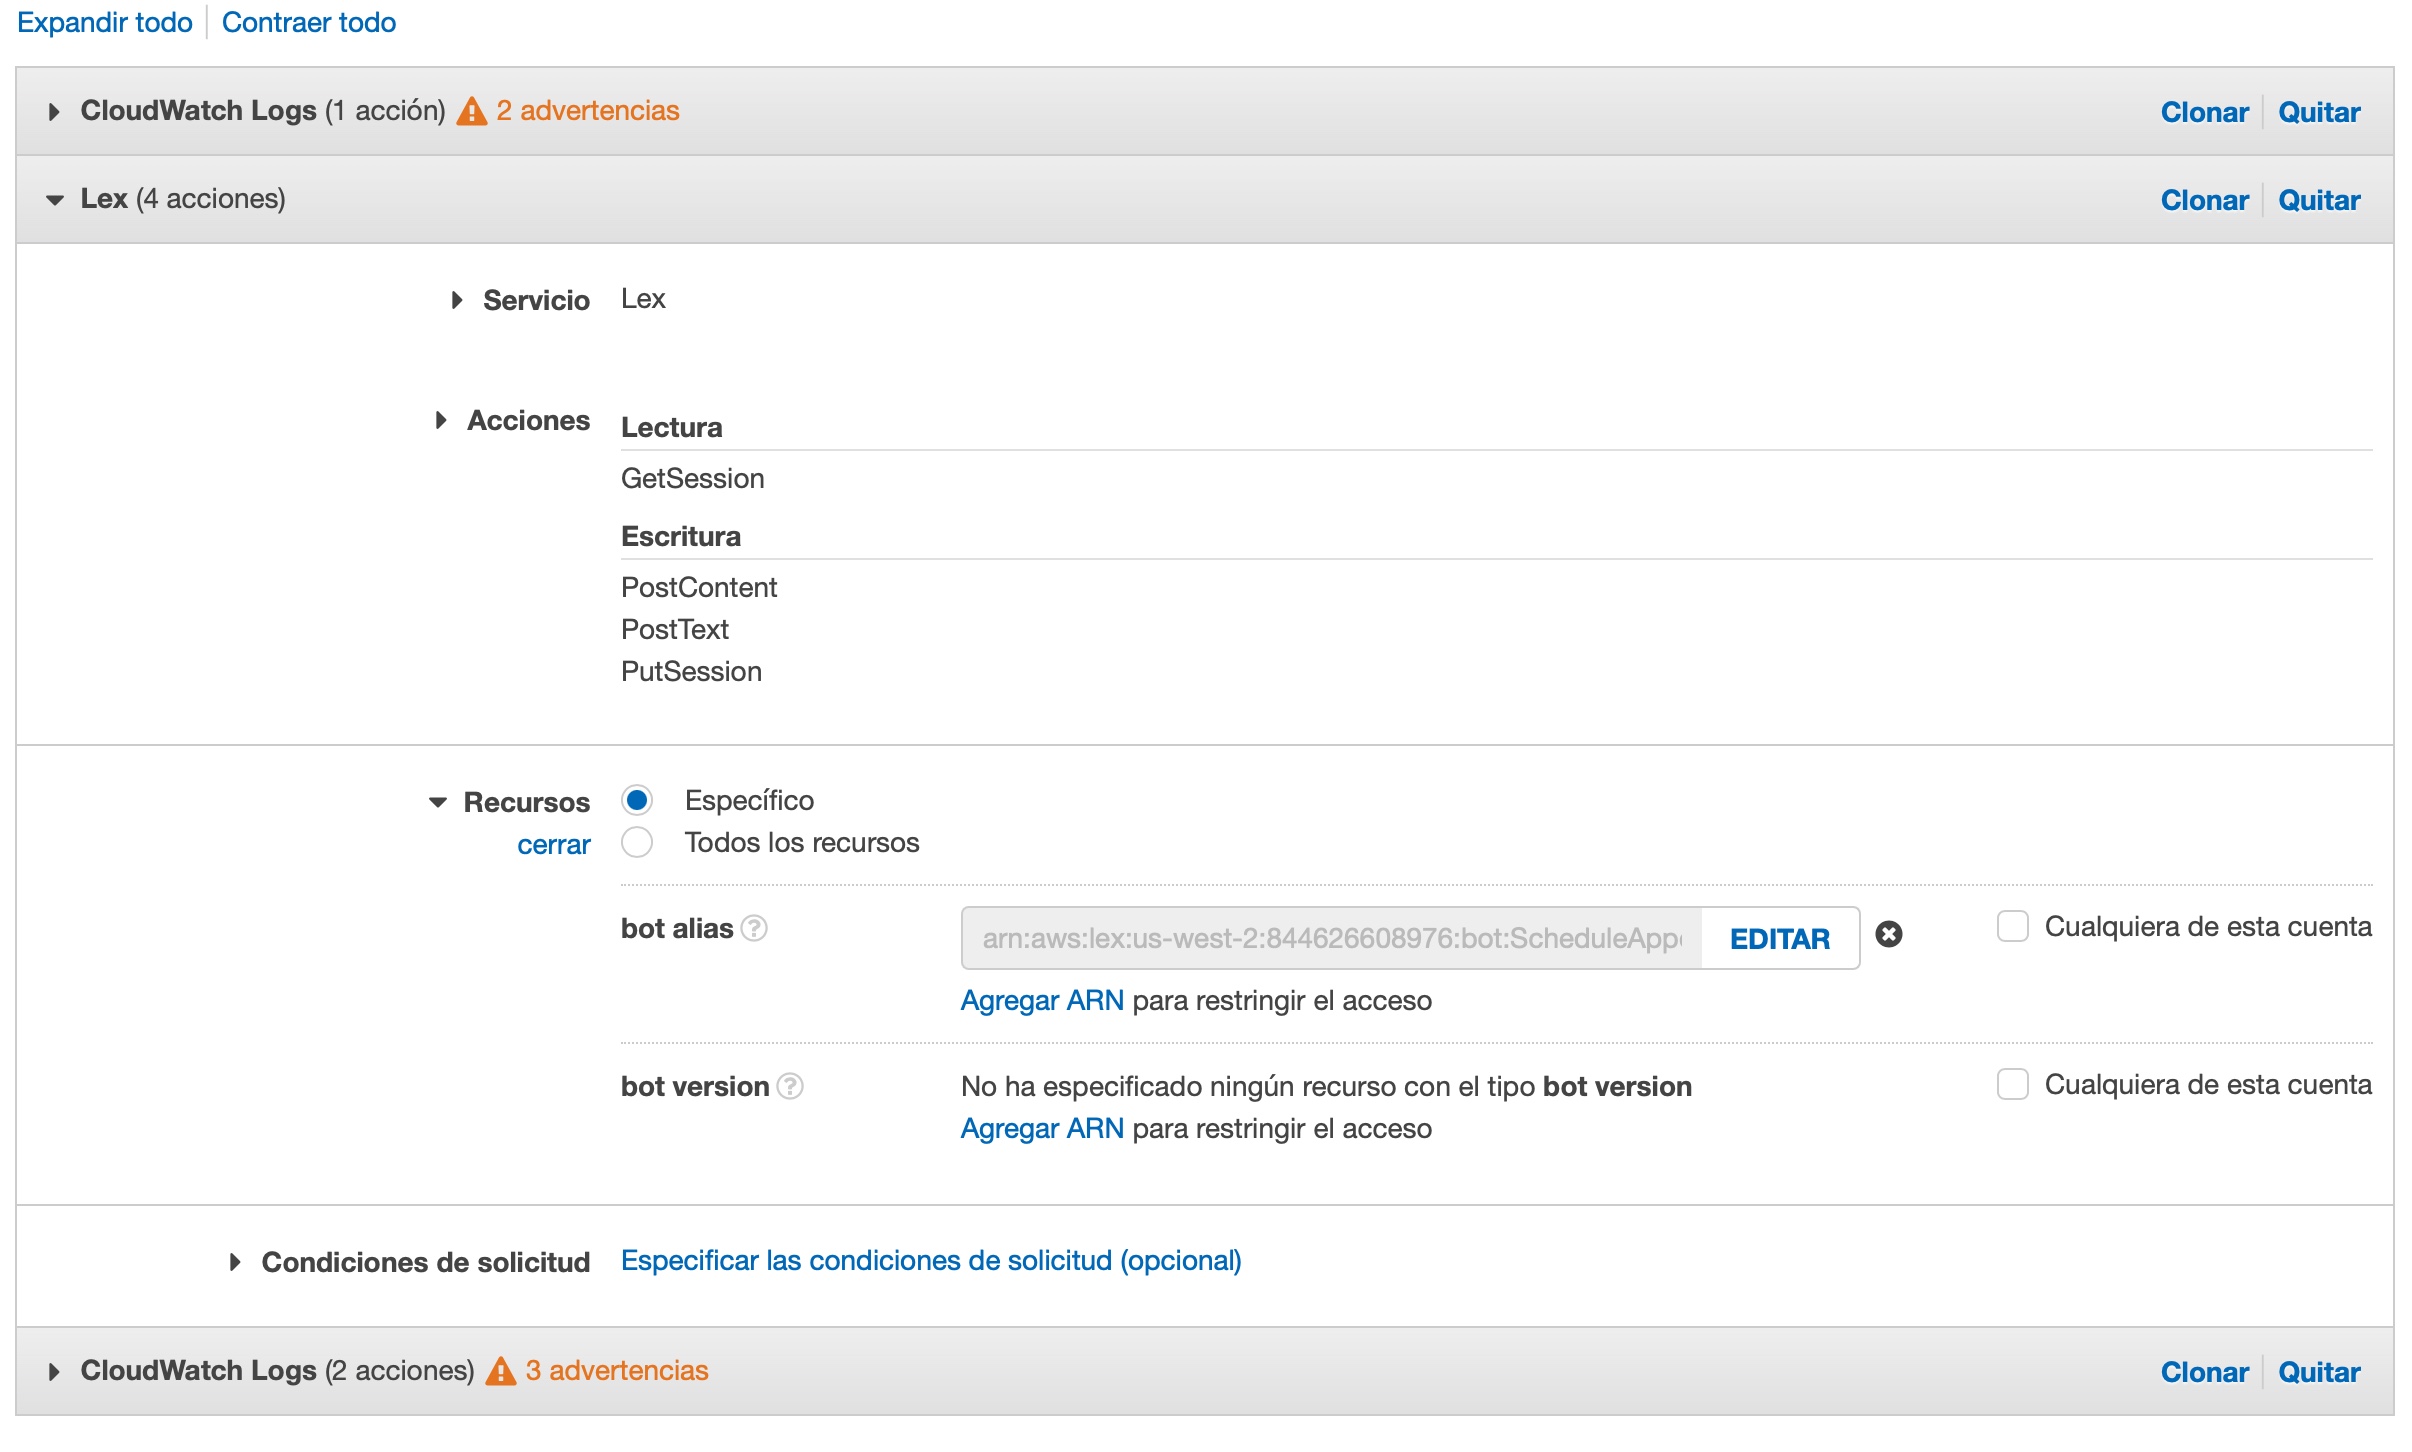 Expandir todo Contraer todo
CloudWatch Logs (1 acción) 2 advertencias Clonar Quitar
Lex (4 acciones) Clonar Quitar
Servicio Lex
Acciones Lectura
GetSession
Escritura
PostContent
PostText
PutSession
Recursos Específico
cerrar Todos los recursos
bot alias ? arn:aws:lex:us-west-2:844626608976:bot:ScheduleApp EDITAR Cualquiera de esta cuenta
Agregar ARN para restringir el acceso
bot version ? No ha especificado ningún recurso con el tipo bot version Cualquiera de esta cuenta
Agregar ARN para restringir el acceso
Condiciones de solicitud Especificar las condiciones de solicitud (opcional)
CloudWatch Logs (2 acciones) 3 advertencias Clonar Quitar